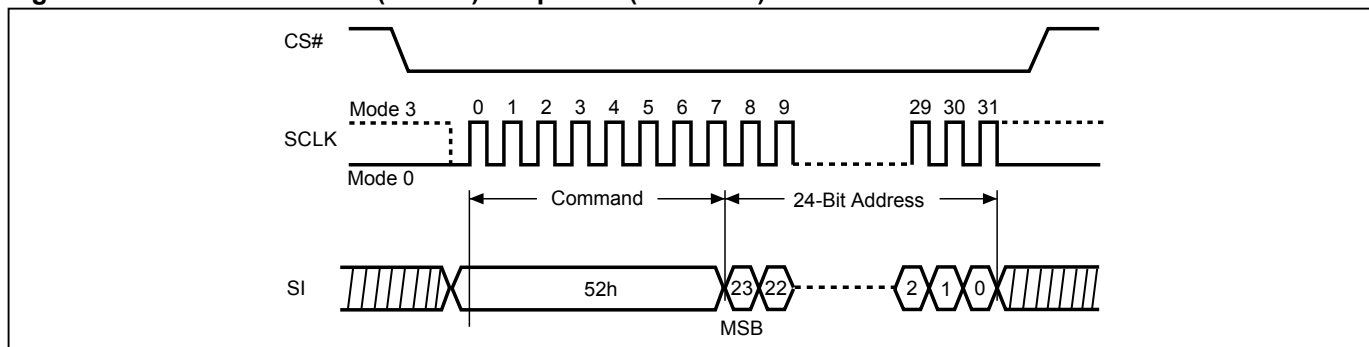 CS#
Mode 3
0 1 2 3 4 5 6 7 8 9 29 30 31
SCLK
Mode 0
Command 24-Bit Address
SI 52h 23 22 2 1 0
MSB